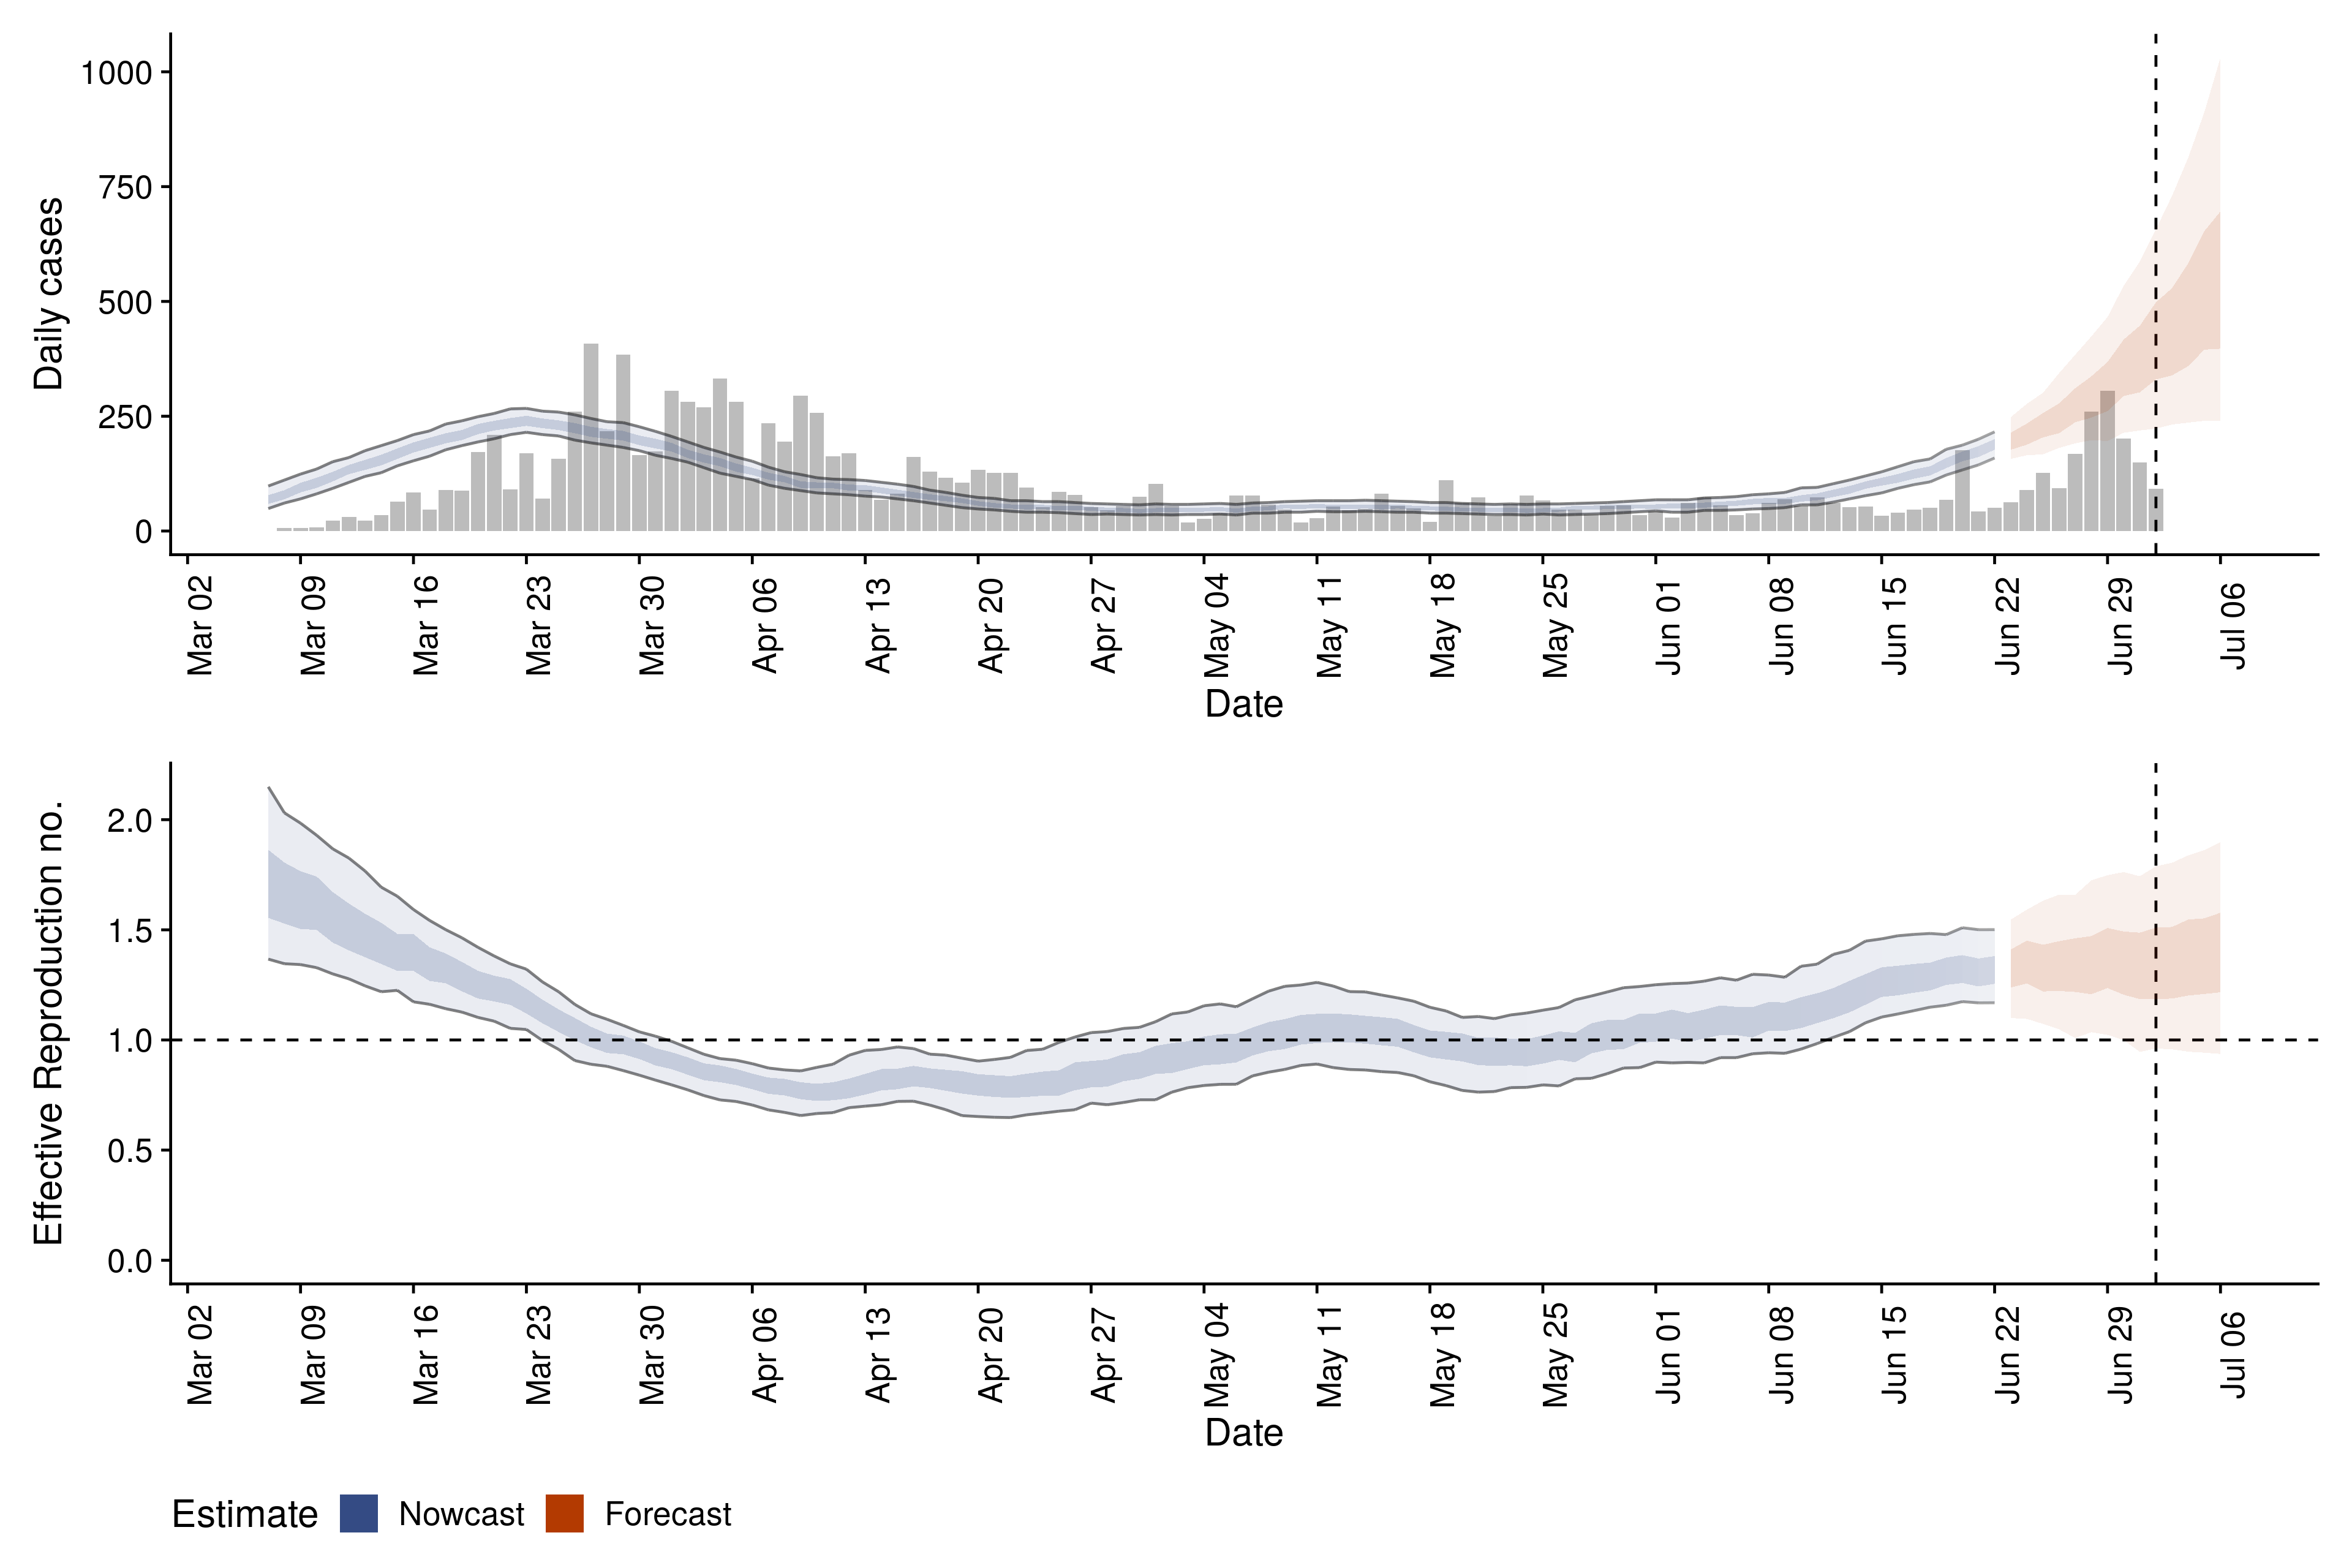 Daily cases
1000
750
500
250
0
Mar 02
Mar 09
Mar 16
Mar 23
Mar 30
Apr 06
Apr 13
Apr 20
Apr 27
May 04
May 11
May 18
May 25
Jun 01
Jun 08
Jun 15
Jun 22
Jun 29
Jul 06
Date
Effective Reproduction no.
2.0
1.5
1.0
0.5
0.0
Mar 02
Mar 09
Mar 16
Mar 23
Mar 30
Apr 06
Apr 13
Apr 20
Apr 27
May 04
May 11
May 18
May 25
Jun 01
Jun 08
Jun 15
Jun 22
Jun 29
Jul 06
Date
Estimate Nowcast Forecast